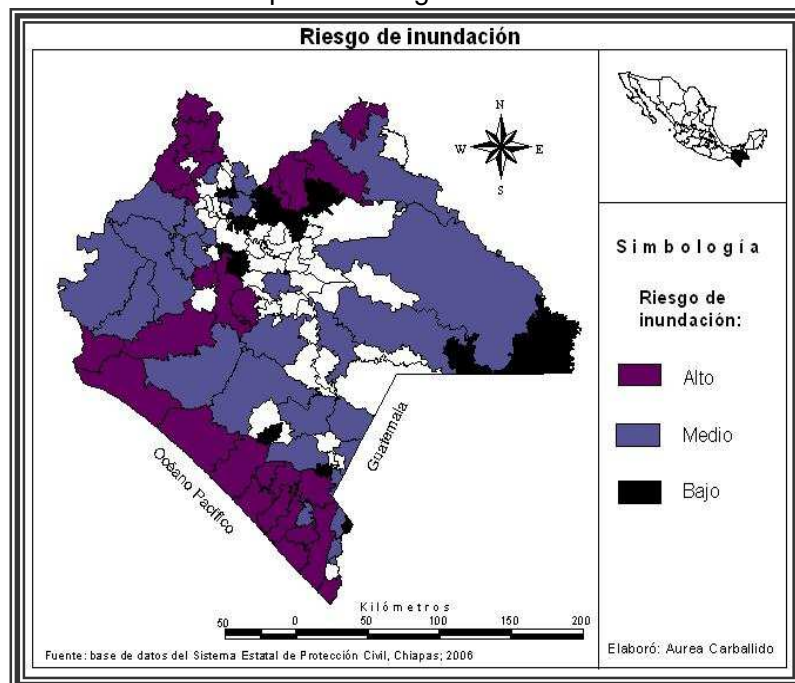 Riesgo de inundación
N
W
E
S
Guatemala
Océano Pacífico
Kilómetros
50 0 50 100 150 200
Fuente: base de datos del Sistema Estatal de Protección Civil, Chiapas; 2006
Simbología
Riesgo de
inundación:
Alto
Medio
Bajo
Elaboró: Aurea Carballido